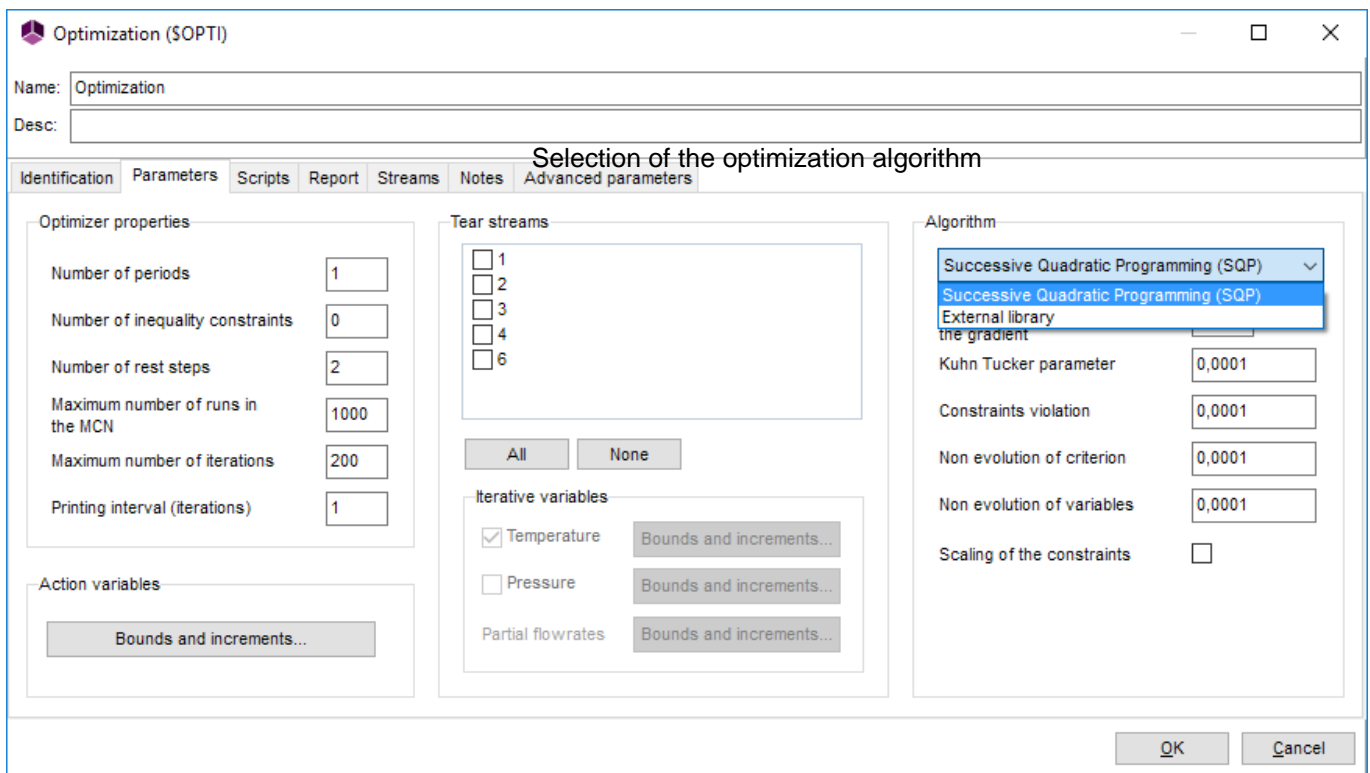 Optimization ($OPTI)
Name: Optimization
Desc:
Selection of the optimization algorithm
Identification Parameters Scripts Report Streams Notes Advanced parameters
Optimizer properties
Number of periods 1
Number of inequality constraints 0
Number of rest steps 2
Maximum number of runs in
the MCN 1000
Maximum number of iterations 200
Printing interval (iterations) 1
Action variables
Bounds and increments...
Tear streams
1
2
3
4
6
All None
Iterative variables
Temperature Bounds and increments...
Pressure Bounds and increments...
Partial flowrates Bounds and increments...
Algorithm
Successive Quadratic Programming (SQP)
Successive Quadratic Programming (SQP)
External library
the gradient
Kuhn Tucker parameter 0,0001
Constraints violation 0,0001
Non evolution of criterion 0,0001
Non evolution of variables 0,0001
Scaling of the constraints
OK Cancel